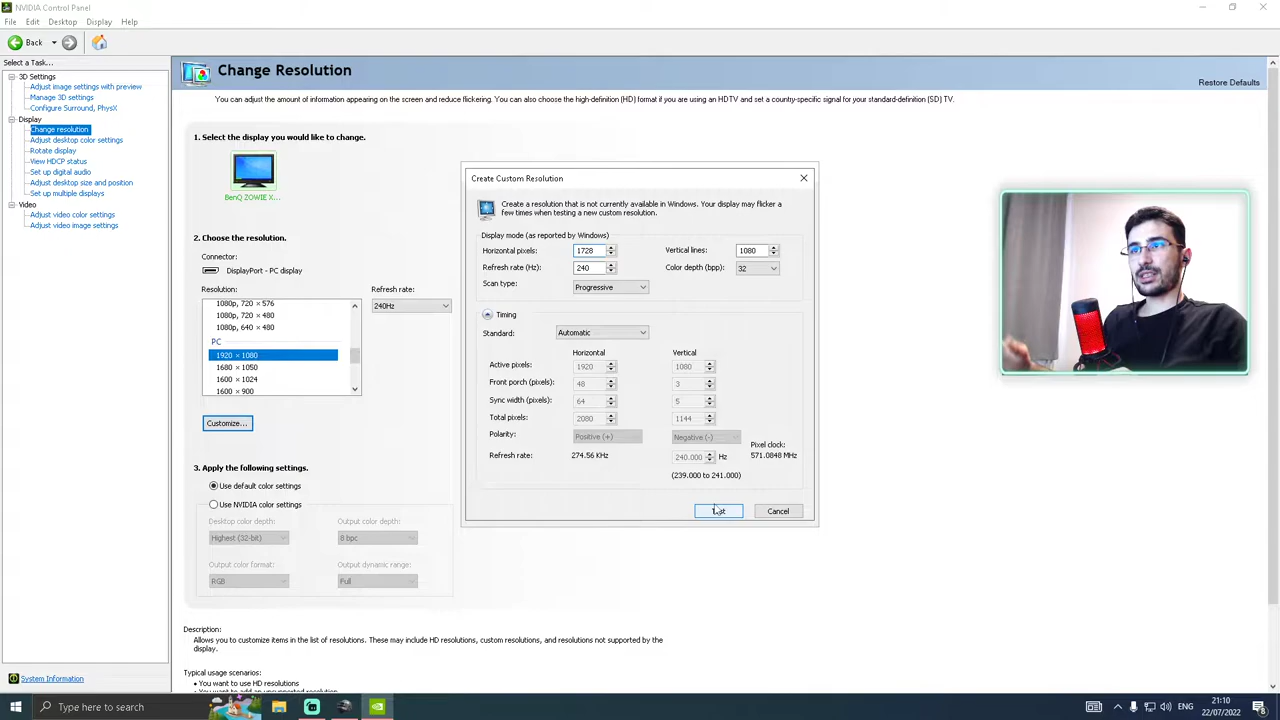 NVIDIA Control Panel
File Edit Desktop Display Help
Back
Select a Task...
3D Settings
Adjust image settings with preview
Manage 3D settings
Configure Surround, PhysX
Display
Change resolution
Adjust desktop color settings
Rotate display
View HDCP status
Set up digital audio
Adjust desktop size and position
Set up multiple displays
Video
Adjust video color settings
Adjust video image settings
System Information
Change Resolution
Restore Defaults
You can adjust the amount of information appearing on the screen and reduce flickering. You can also choose the high-definition (HD) format if you are using an HDTV and set a country-specific signal for your standard-definition (SD) TV.
1. Select the display you would like to change.
BenQ ZOWIE X...
2. Choose the resolution.
Connector:
DisplayPort - PC display
Resolution:
Refresh rate:
1080p, 720 × 576
240Hz
1080p, 720 × 480
1080p, 640 × 480
PC
1920 × 1080
1680 × 1050
1600 × 1024
1600 × 900
Customize...
3. Apply the following settings.
Use default color settings
Use NVIDIA color settings
Desktop color depth:
Output color depth:
Highest (32-bit)
8 bpc
Output color format:
Output dynamic range:
RGB
Full
Description:
Allows you to customize items in the list of resolutions. These may include HD resolutions, custom resolutions, and resolutions not supported by the
display.
Typical usage scenarios:
• You want to use HD resolutions
Create Custom Resolution
Create a resolution that is not currently available in Windows. Your display may flicker a
few times when testing a new custom resolution.
Display mode (as reported by Windows)
Horizontal pixels: 1728 Vertical lines: 1080
Refresh rate (Hz): 240 Color depth (bpp): 32
Scan type: Progressive
Timing
Standard: Automatic
Horizontal Vertical
Active pixels: 1920 1080
Front porch (pixels): 48 3
Sync width (pixels): 64 5
Total pixels: 2080 1144
Polarity: Positive (+) Negative (-)
Pixel clock:
Refresh rate: 274.56 KHz 240.000 Hz 571.0848 MHz
(239.000 to 241.000)
Cancel
Type here to search
21:10
22/07/2022